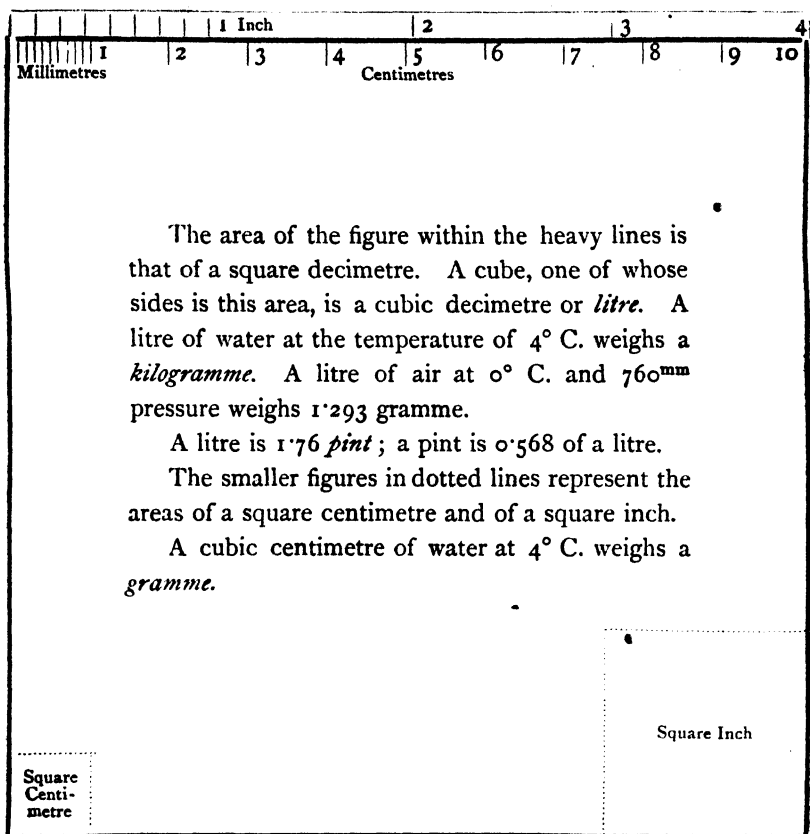 1 Inch 2 3 4
1 2 3 4 5 6 7 8 9 10
Millimetres Centimetres
The area of the figure within the heavy lines is
that of a square decimetre. A cube, one of whose
sides is this area, is a cubic decimetre or litre. A
litre of water at the temperature of 4° C. weighs a
kilogramme. A litre of air at 0° C. and 760mm
pressure weighs 1·293 gramme.
A litre is 1·76 pint; a pint is 0·568 of a litre.
The smaller figures in dotted lines represent the
areas of a square centimetre and of a square inch.
A cubic centimetre of water at 4° C. weighs a
gramme.
Square Inch
Square
Centi-
metre